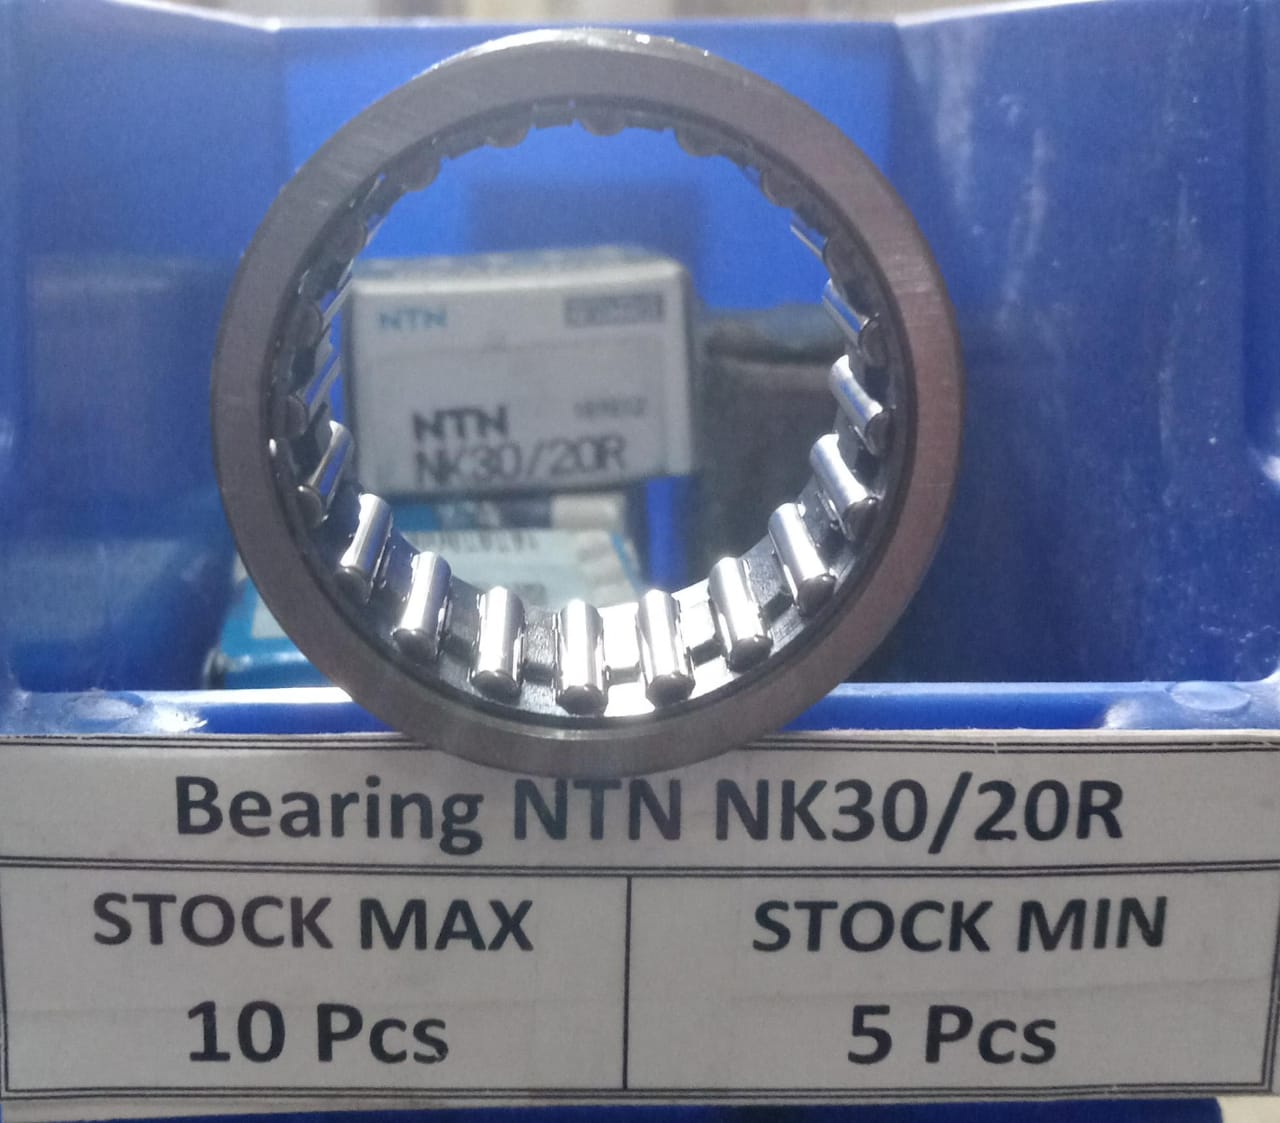 NTN
NTN
NK30/20R
Bearing NTN NK30/20R
STOCK MAX
STOCK MIN
10 Pcs
5 Pcs